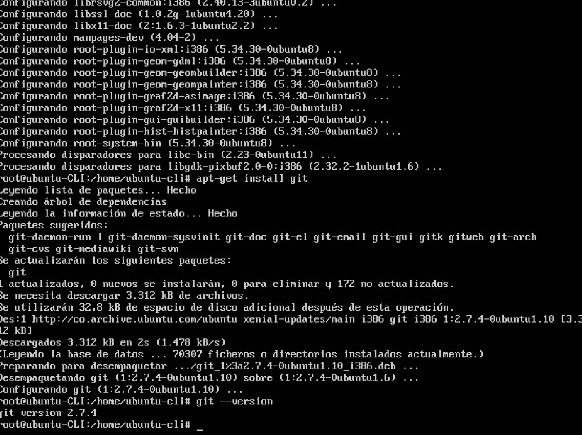 Configurando librsvg2-common:i386 (2.40.13-3ubuntu0.2) ...
Configurando libssl-doc (1.0.2g-1ubuntu4.20) ...
Configurando libx11-doc (2:1.6.3-1ubuntu2.2) ...
Configurando manpages-dev (4.04-2) ...
Configurando root-plugin-io-xml:i386 (5.34.30-0ubuntu8) ...
Configurando root-plugin-geom-gdml:i386 (5.34.30-0ubuntu8) ...
Configurando root-plugin-geom-geombuilder:i386 (5.34.30-0ubuntu8) ...
Configurando root-plugin-geom-geompainter:i386 (5.34.30-0ubuntu8) ...
Configurando root-plugin-graf2d-asimage:i386 (5.34.30-0ubuntu8) ...
Configurando root-plugin-graf2d-x11:i386 (5.34.30-0ubuntu8) ...
Configurando root-plugin-gui-guibuilder:i386 (5.34.30-0ubuntu8) ...
Configurando root-plugin-hist-histpainter:i386 (5.34.30-0ubuntu8) ...
Configurando root-system-bin (5.34.30-0ubuntu8) ...
Procesando disparadores para libc-bin (2.23-0ubuntu11) ...
Procesando disparadores para libgdk-pixbuf2.0-0:i386 (2.32.2-1ubuntu1.6) ...
root@ubuntu-CLI:/home/ubuntu-cli# apt-get install git
Leyendo lista de paquetes... Hecho
Creando árbol de dependencias
Leyendo la información de estado... Hecho
Paquetes sugeridos:
git-daemon-run | git-daemon-sysvinit git-doc git-el git-email git-gui gitk gitweb git-arch
git-cvs git-mediawiki git-svn
Se actualizarán los siguientes paquetes:
git
1 actualizados, 0 nuevos se instalarán, 0 para eliminar y 172 no actualizados.
Se necesita descargar 3.312 kB de archivos.
Se utilizarán 32,8 kB de espacio de disco adicional después de esta operación.
Des:1 http://co.archive.ubuntu.com/ubuntu xenial-updates/main i386 git i386 1:2.7.4-0ubuntu1.10 [3.3
12 kB]
Descargados 3.312 kB en 2s (1.478 kB/s)
(Leyendo la base de datos ... 70307 ficheros o directorios instalados actualmente.)
Preparando para desempaquetar .../git_1%3a2.7.4-0ubuntu1.10_i386.deb ...
Desempaquetando git (1:2.7.4-0ubuntu1.10) sobre (1:2.7.4-0ubuntu1.6) ...
Configurando git (1:2.7.4-0ubuntu1.10) ...
root@ubuntu-CLI:/home/ubuntu-cli# git --version
git version 2.7.4
root@ubuntu-CLI:/home/ubuntu-cli# _